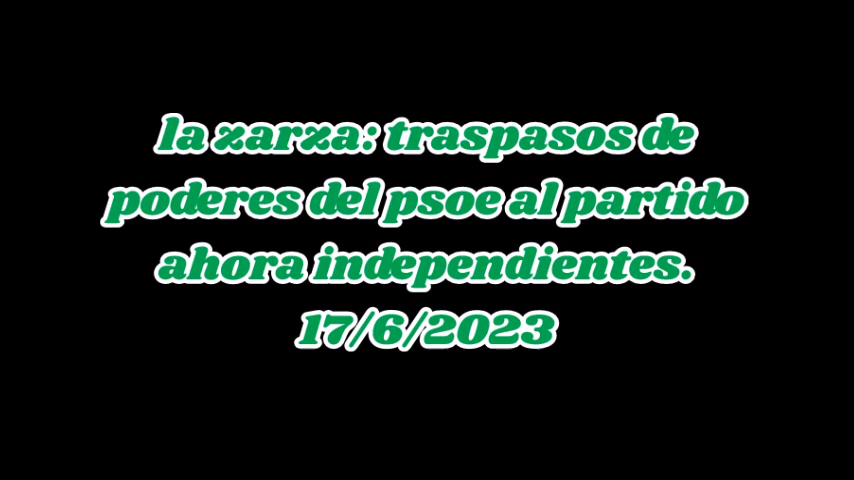 la zarza: traspasos de
poderes del psoe al partido
ahora independientes.
17/6/2023